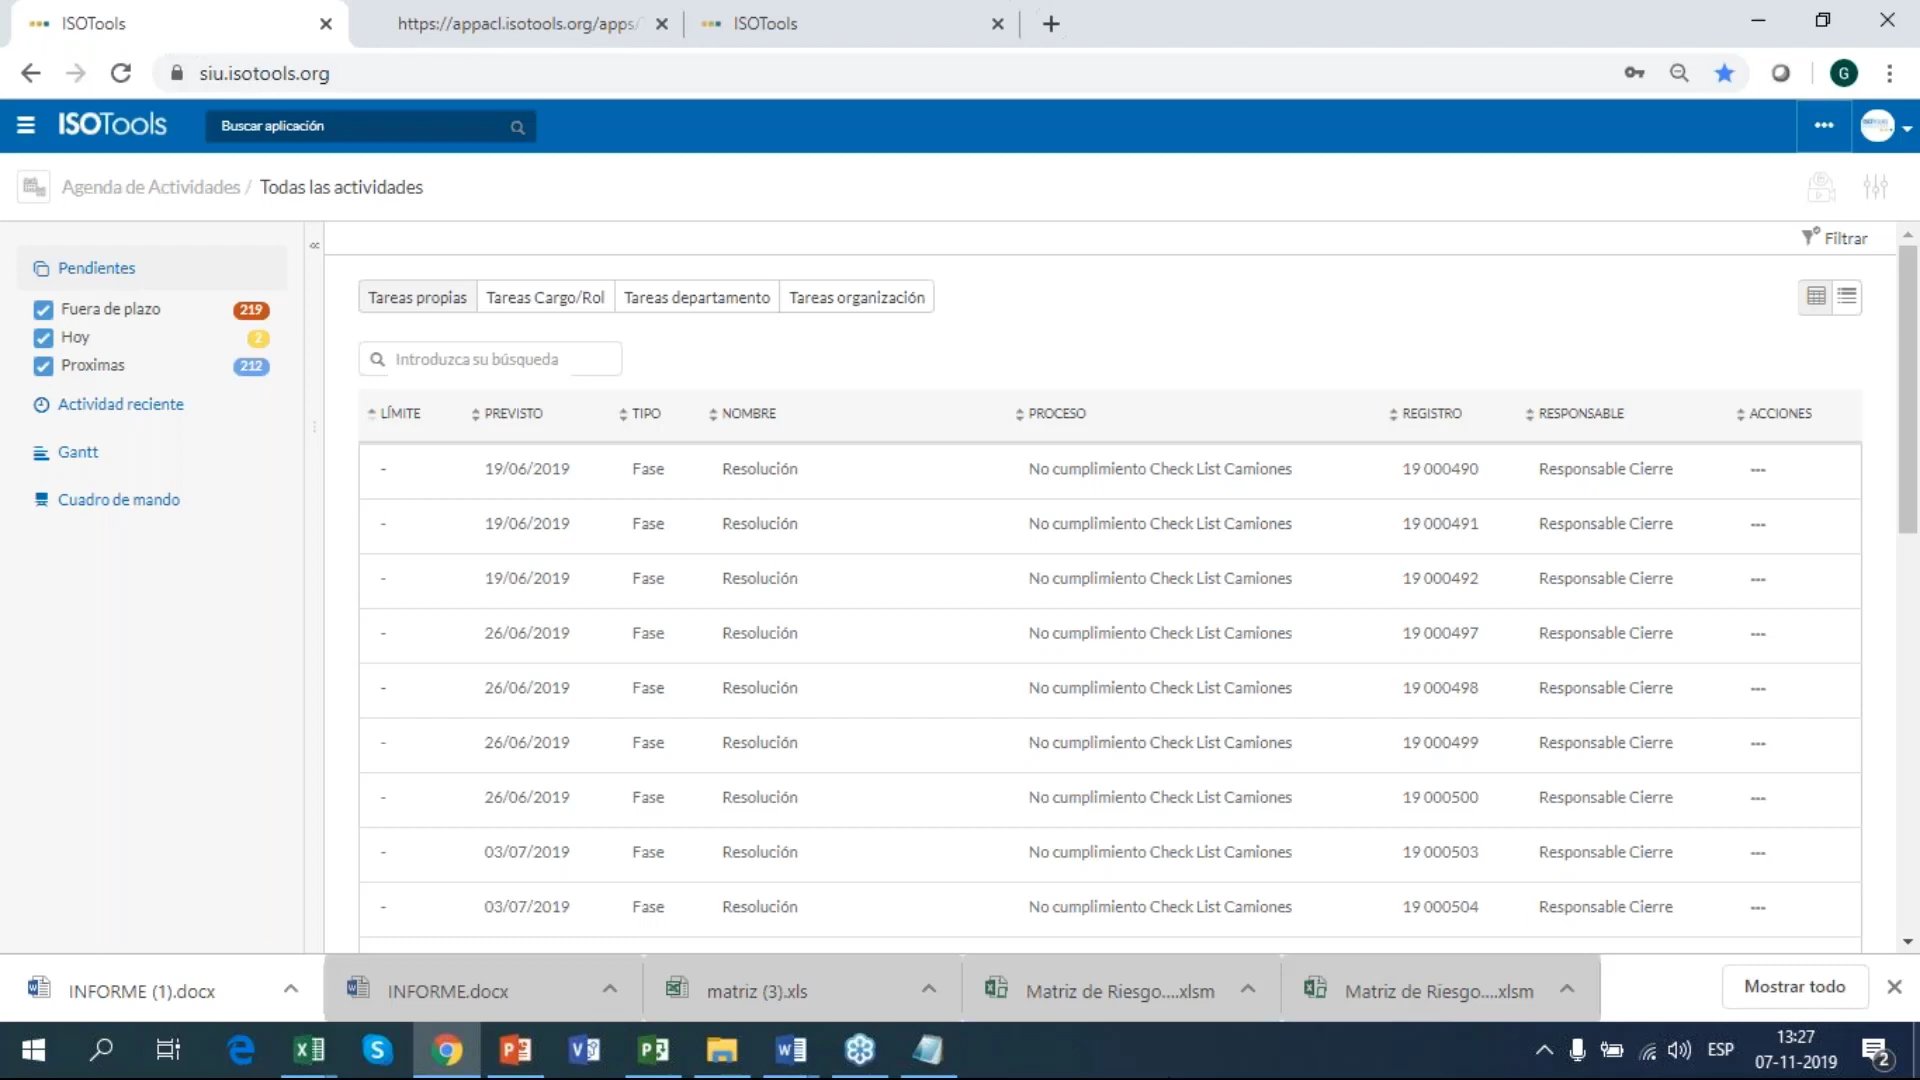 ISOTools
https://appacl.isotools.org/apps/
ISOTools
siu.isotools.org
G
ISOTools
Buscar aplicación
Agenda de Actividades / Todas las actividades
Filtrar
Pendientes
Fuera de plazo 219
Hoy 2
Proximas 212
Actividad reciente
Gantt
Cuadro de mando
Tareas propias Tareas Cargo/Rol Tareas departamento Tareas organización
Introduzca su búsqueda
LÍMITE PREVISTO TIPO NOMBRE PROCESO REGISTRO RESPONSABLE ACCIONES
- 19/06/2019 Fase Resolución No cumplimiento Check List Camiones 19 000490 Responsable Cierre ---
- 19/06/2019 Fase Resolución No cumplimiento Check List Camiones 19 000491 Responsable Cierre ---
- 19/06/2019 Fase Resolución No cumplimiento Check List Camiones 19 000492 Responsable Cierre ---
- 26/06/2019 Fase Resolución No cumplimiento Check List Camiones 19 000497 Responsable Cierre ---
- 26/06/2019 Fase Resolución No cumplimiento Check List Camiones 19 000498 Responsable Cierre ---
- 26/06/2019 Fase Resolución No cumplimiento Check List Camiones 19 000499 Responsable Cierre ---
- 26/06/2019 Fase Resolución No cumplimiento Check List Camiones 19 000500 Responsable Cierre ---
- 03/07/2019 Fase Resolución No cumplimiento Check List Camiones 19 000503 Responsable Cierre ---
- 03/07/2019 Fase Resolución No cumplimiento Check List Camiones 19 000504 Responsable Cierre ---
INFORME (1).docx INFORME.docx matriz (3).xls Matriz de Riesgo....xlsm Matriz de Riesgo....xlsm Mostrar todo
ESP
13:27
07-11-2019
2